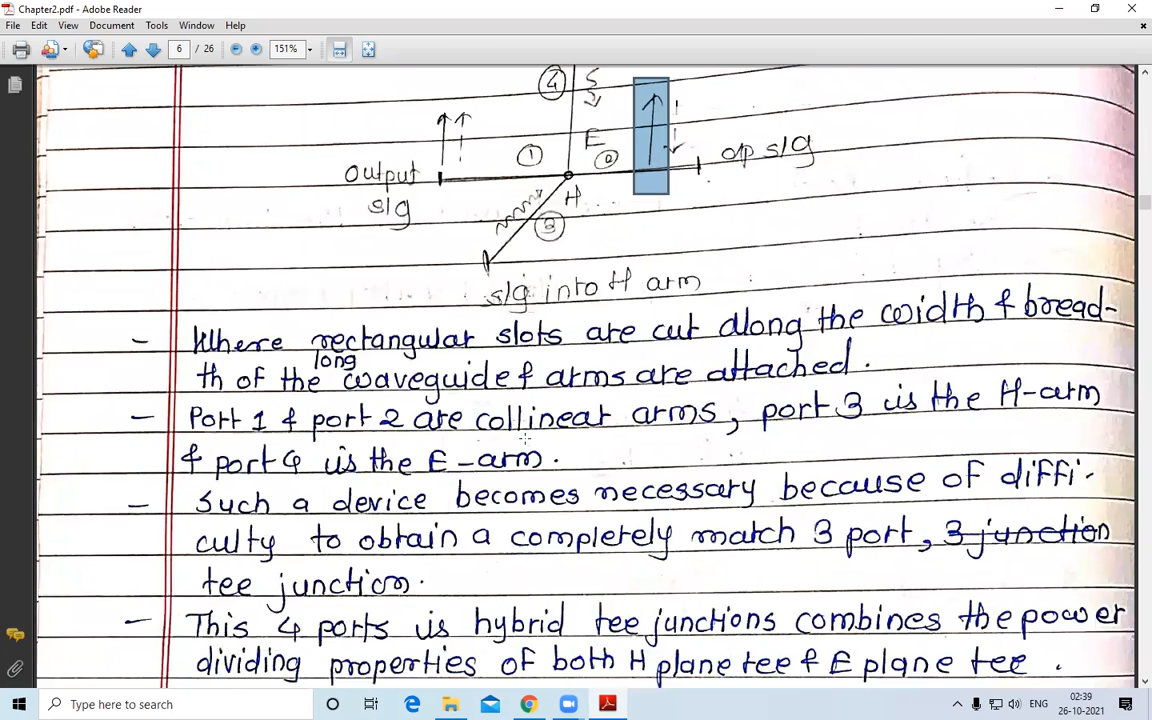 Chapter2.pdf - Adobe Reader
File Edit View Document Tools Window Help
6 / 26 151%
4
E
1 2
output o/p s/g
s/g
H
3
s/g into H arm
- Where rectangular slots are cut along the width & bread-
long
th of the waveguide & arms are attached.
- Port 1 & port 2 are collinear arms, port 3 is the H-arm
& port 4 is the E-arm.
- Such a device becomes necessary because of diffi-
culty to obtain a completely match 3 port, 3 junction
tee junction.
- This 4 ports is hybrid tee junctions combines the power
dividing properties of both H plane tee & E plane tee.
Type here to search
ENG
02:39
26-10-2021